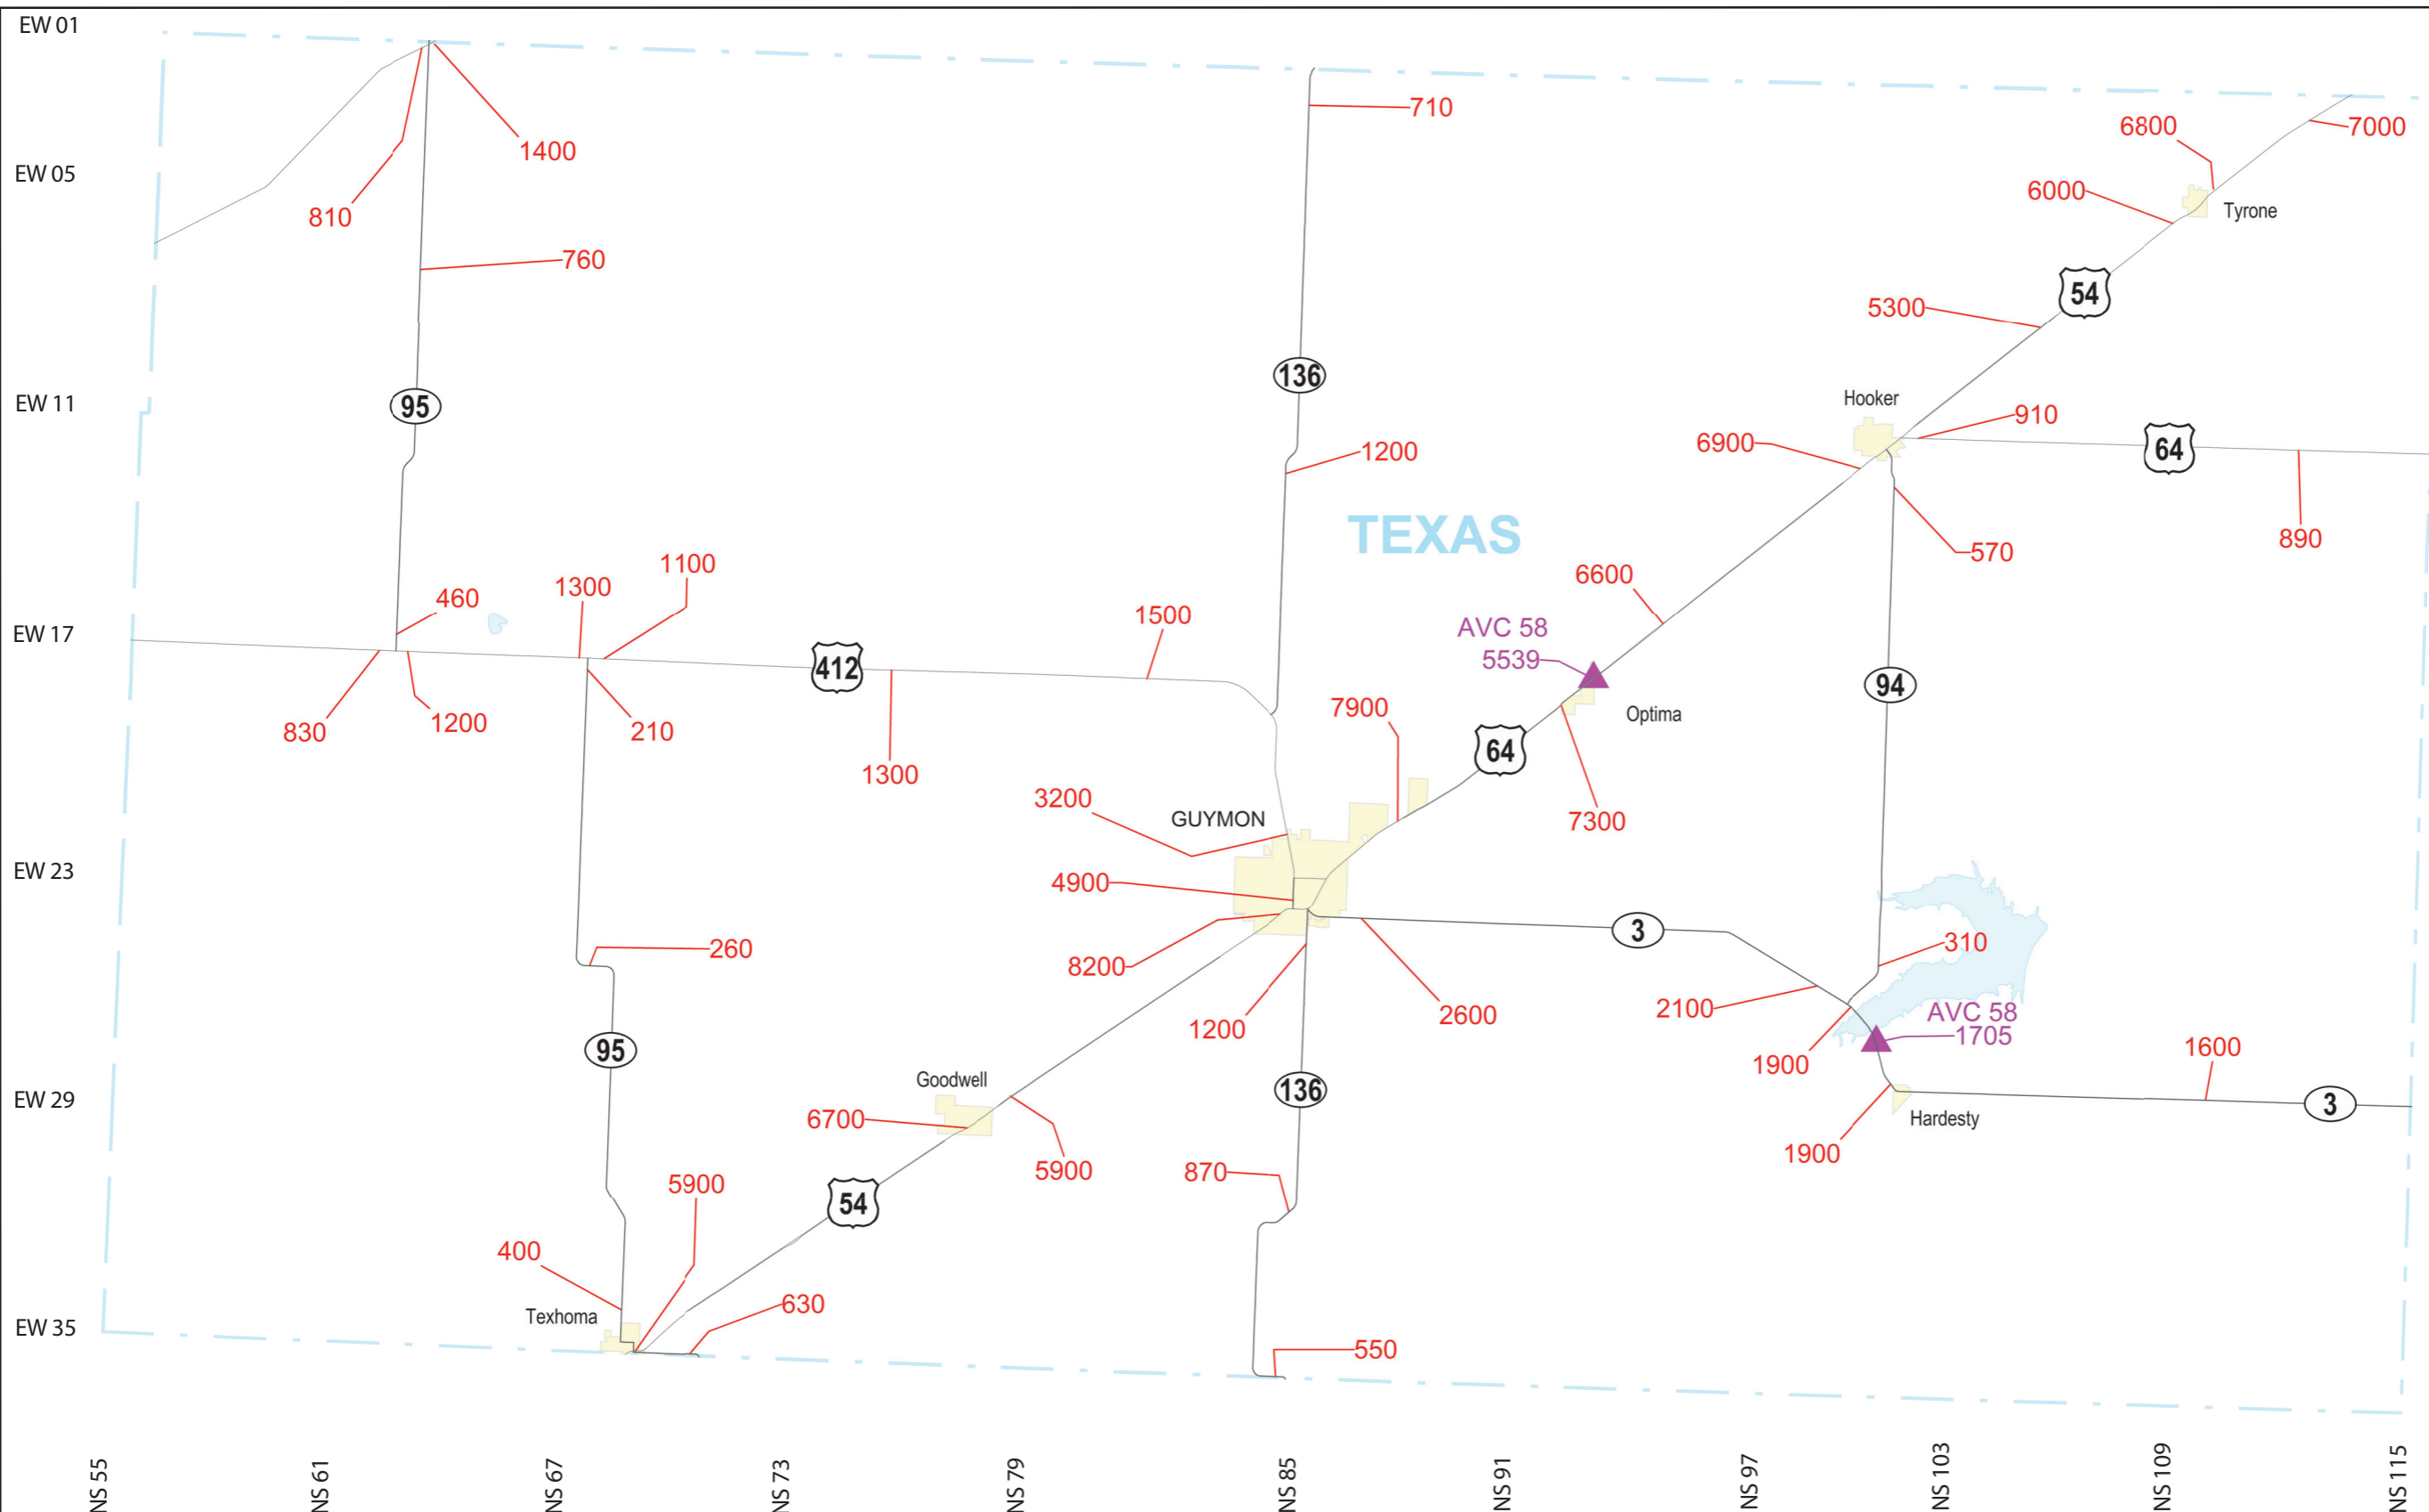 EW 01
710
6800
7000
1400
EW 05
6000
810
Tyrone
760
54
5300
136
Hooker
EW 11
95
910
6900
64
1200
TEXAS
890
570
1100
6600
1300
460
1500
AVC 58
EW 17
5539
412
94
7900
Optima
830
1200
210
64
1300
3200
GUYMON
7300
EW 23
4900
3
260
310
8200
2100
2600
AVC 58
1200
1705
95
1900
1600
Goodwell
136
EW 29
3
6700
Hardesty
1900
5900
870
5900
54
400
630
Texhoma
EW 35
550
NS 55
NS 61
NS 67
NS 73
NS 79
NS 85
NS 91
NS 97
NS 103
NS 109
NS 115